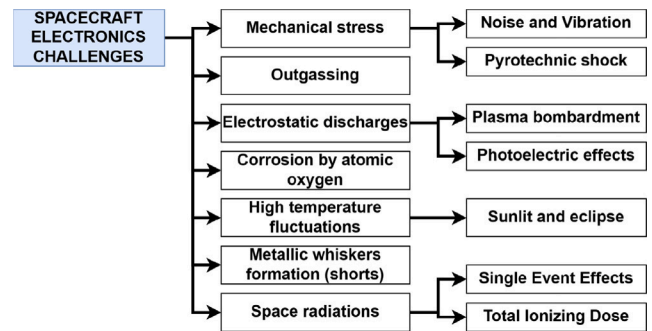 SPACECRAFT
ELECTRONICS
CHALLENGES
Mechanical stress
Noise and Vibration
Pyrotechnic shock
Outgassing
Electrostatic discharges
Plasma bombardment
Photoelectric effects
Corrosion by atomic
oxygen
High temperature
fluctuations
Sunlit and eclipse
Metallic whiskers
formation (shorts)
Space radiations
Single Event Effects
Total Ionizing Dose